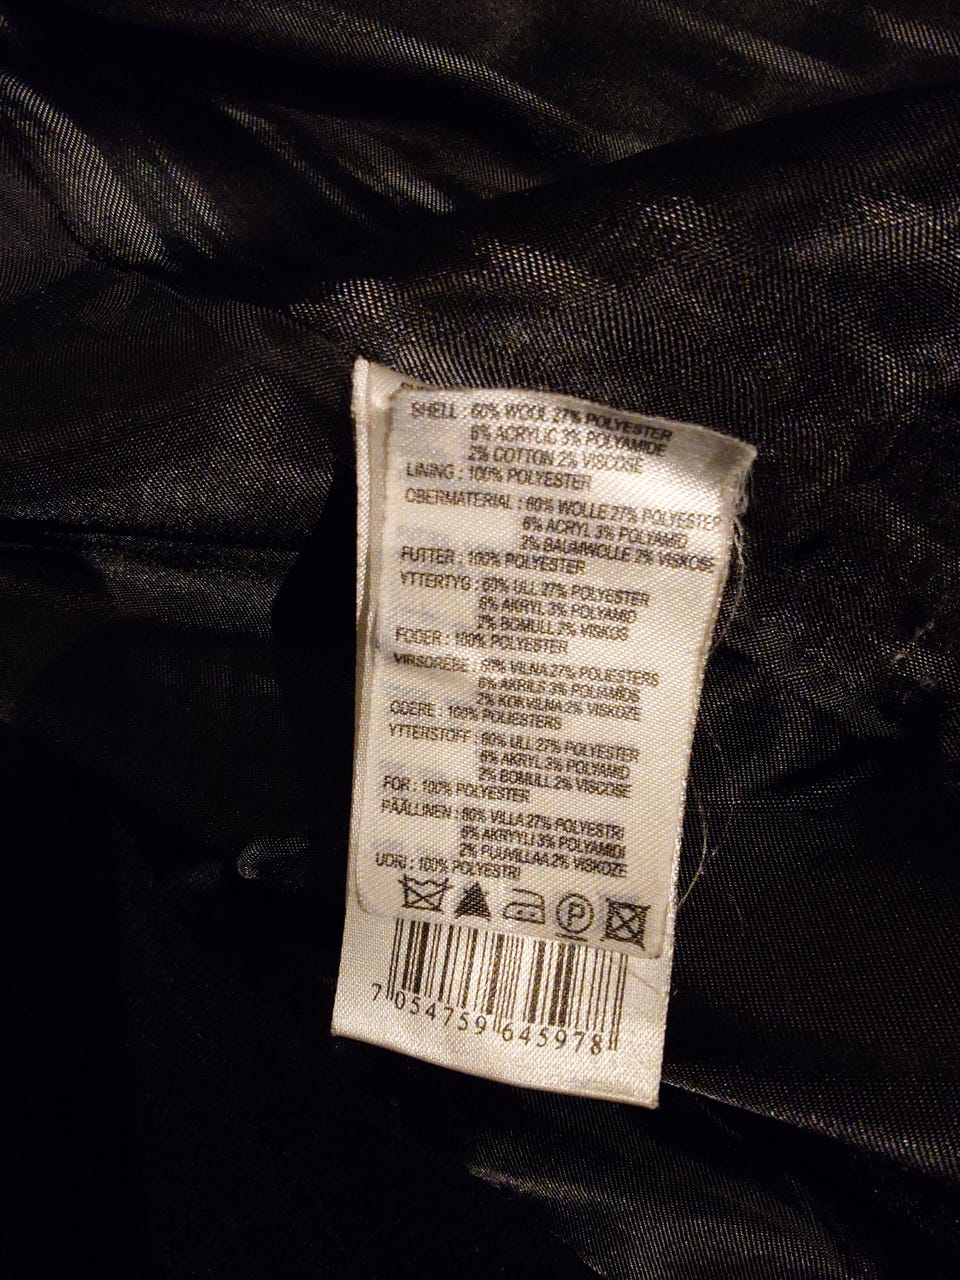 SHELL : 60% WOOL 27% POLYESTER
6% ACRYLIC 3% POLYAMIDE
2% COTTON 2% VISCOSE
LINING : 100% POLYESTER
OBERMATERIAL : 60% WOLLE 27% POLYESTER
6% ACRYL 3% POLYAMID
2% BAUMWOLLE 2% VISKOSE
FUTTER : 100% POLYESTER
YTTERTYG : 60% ULL 27% POLYESTER
6% AKRYL 3% POLYAMID
2% BOMULL 2% VISKOS
FODER : 100% POLYESTER
VIRSDREBE : 60% VILNA 27% POLIESTERS
6% AKRILS 3% POLIAMIDS
2% KOKVILNA 2% VISKOZE
ODERE : 100% POLIESTERS
YTTERSTOFF : 60% ULL 27% POLYESTER
6% AKRYL 3% POLYAMID
2% BOMULL 2% VISCOSE
FOR : 100% POLYESTER
PÄÄLLINEN : 60% VILLA 27% POLYESTRI
6% AKRYYLI 3% POLYAMIDI
2% PUUVILLAA 2% VISKOZE
UORI : 100% POLYESTRI
P
7 054759 645978